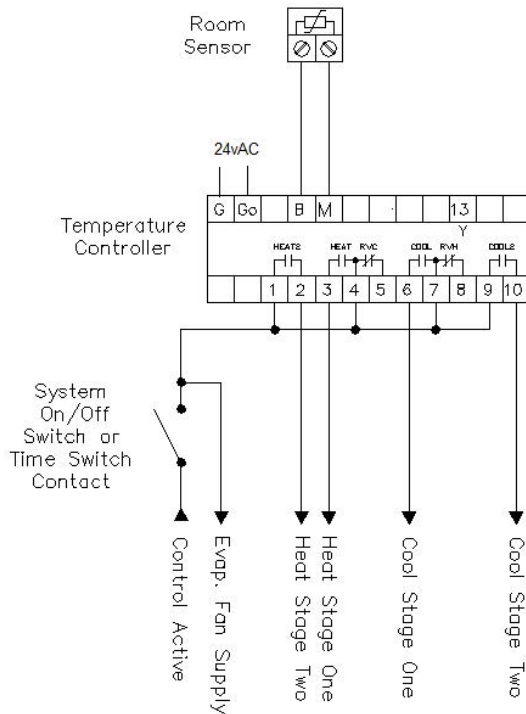 Room
Sensor
24vAC
G Go B M 13
Y
Temperature
Controller
HEAT2 HEAT RVC COOL RVH COOL2
1 2 3 4 5 6 7 8 9 10
System
On/Off
Switch or
Time Switch
Contact
Control Active
Evap. Fan Supply
Heat Stage Two
Heat Stage One
Cool Stage One
Cool Stage Two